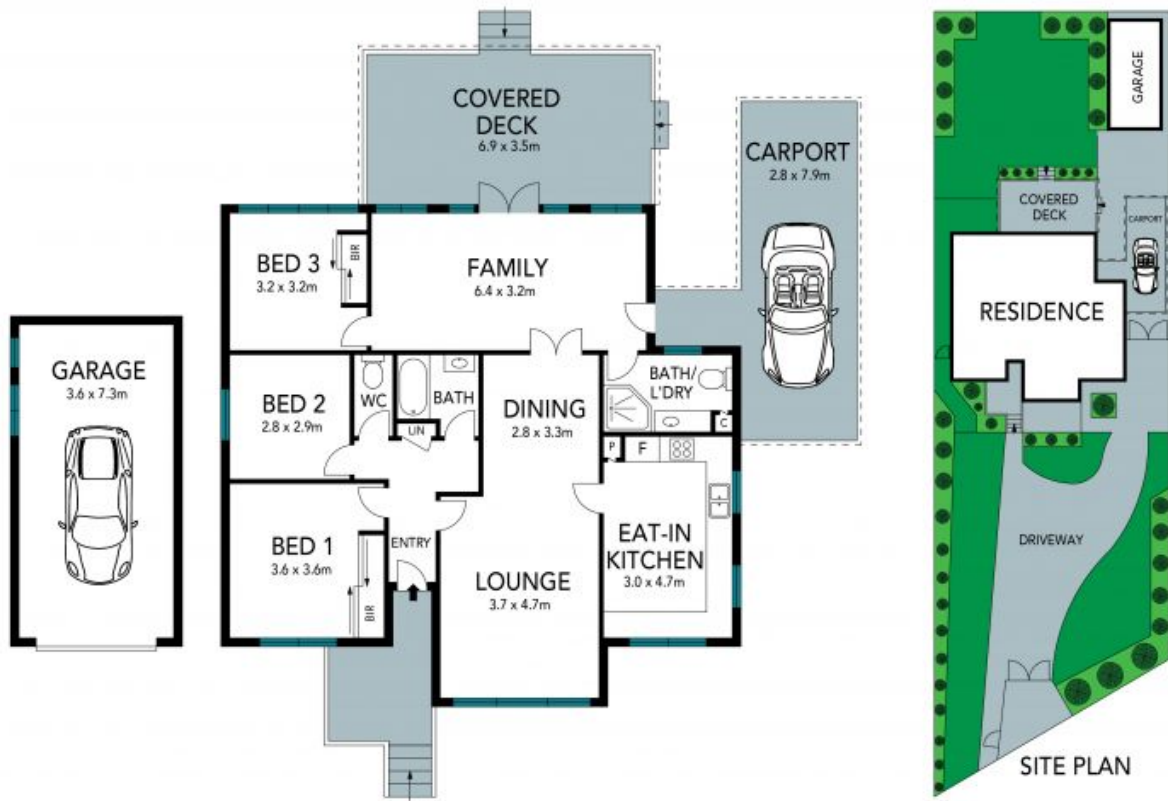 COVERED
DECK
6.9 x 3.5m
CARPORT
2.8 x 7.9m
BED 3
3.2 x 3.2m
BIR
FAMILY
6.4 x 3.2m
GARAGE
3.6 x 7.3m
BED 2
2.8 x 2.9m
WC
BATH
LIN
DINING
2.8 x 3.3m
BATH/
L'DRY
C
P
F
BED 1
3.6 x 3.6m
BIR
ENTRY
LOUNGE
3.7 x 4.7m
EAT-IN
KITCHEN
3.0 x 4.7m
GARAGE
COVERED
DECK
CARPORT
RESIDENCE
DRIVEWAY
SITE PLAN